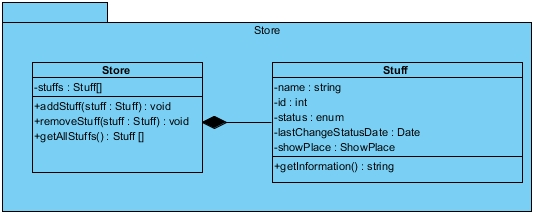 Store
Store
-stuffs : Stuff[]
+addStuff(stuff : Stuff) : void
+removeStuff(stuff : Stuff) : void
+getAllStuffs() : Stuff []
Stuff
-name : string
-id : int
-status : enum
-lastChangeStatusDate : Date
-showPlace : ShowPlace
+getInformation() : string